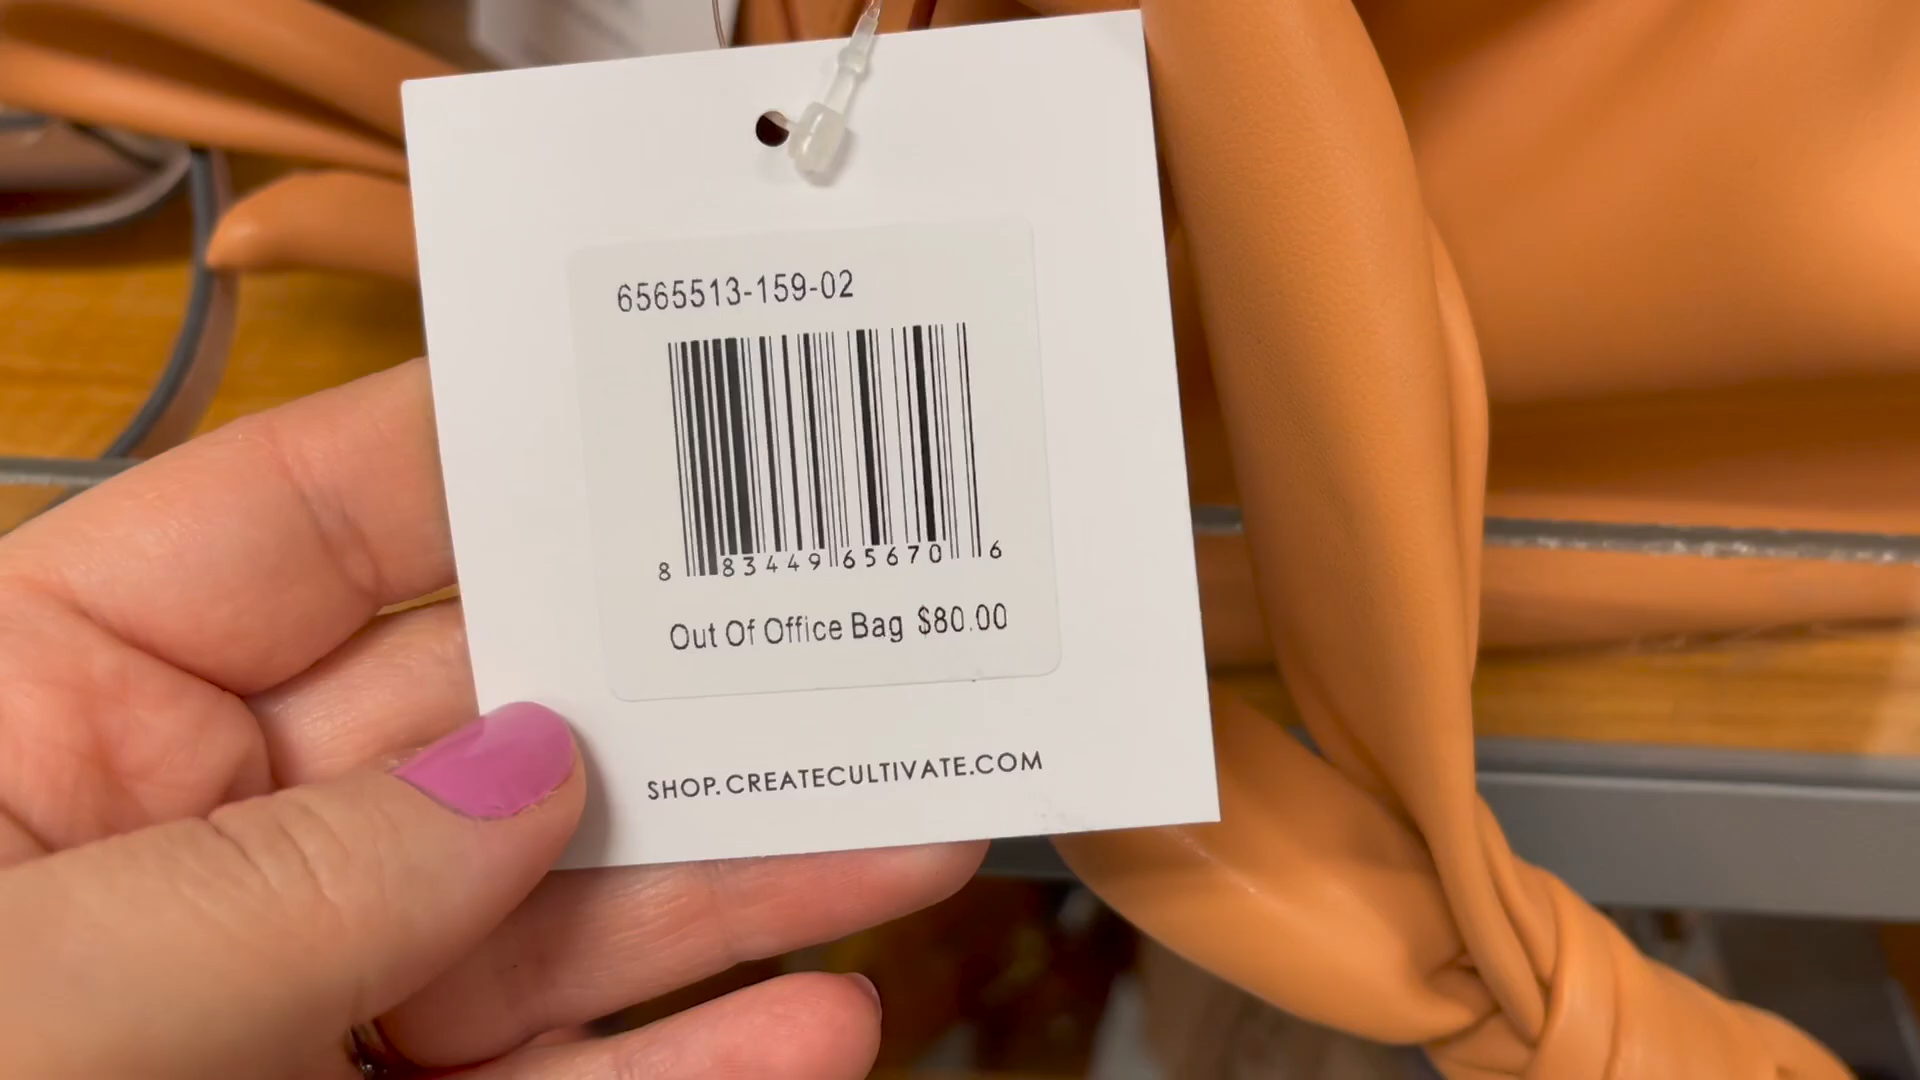 6565513-159-02
8 83449 65670 6
Out Of Office Bag $80.00
SHOP.CREATECULTIVATE.COM